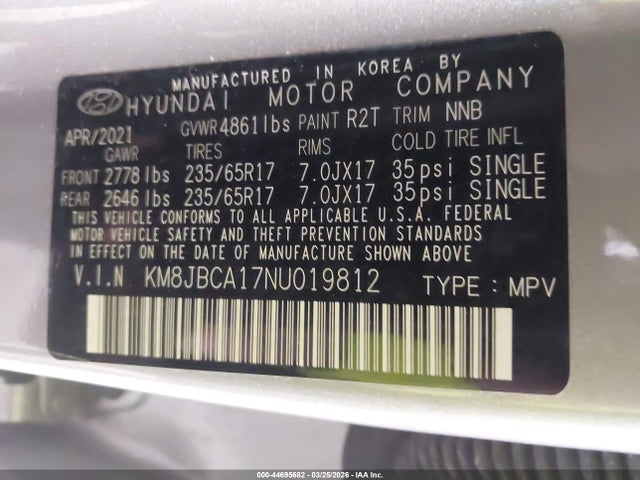 MANUFACTURED IN KOREA BY
HYUNDAI MOTOR COMPANY
APR/2021 GVWR 4861lbs PAINT R2T TRIM NNB
GAWR TIRES RIMS COLD TIRE INFL
FRONT 2778 lbs 235/65R17 7.0JX17 35psi SINGLE
REAR 2646 lbs 235/65R17 7.0JX17 35psi SINGLE
THIS VEHICLE CONFORMS TO ALL APPLICABLE U.S.A. FEDERAL
MOTOR VEHICLE SAFETY AND THEFT PREVENTION STANDARDS
IN EFFECT ON THE DATE OF MANUFACTURE SHOWN ABOVE.
V.I.N KM8JBCA17NU019812 TYPE : MPV
000-44695682 - 03/25/2026 - IAA Inc.